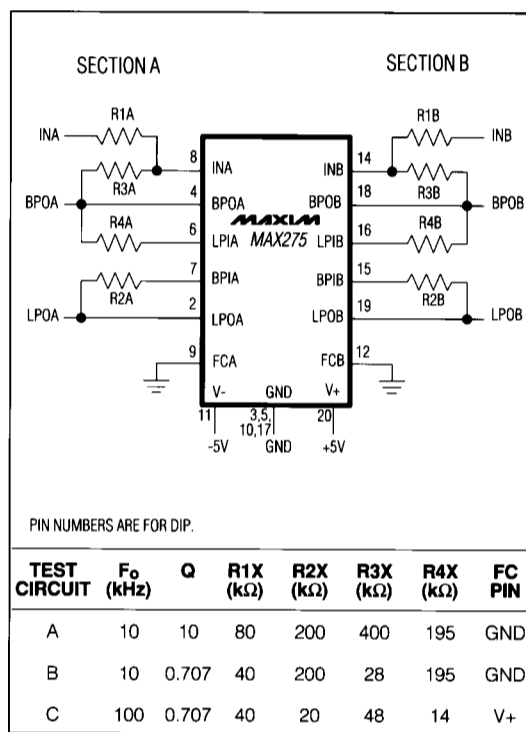 SECTION A
SECTION B
R1A
R1B
INA
INB
8
INA
INB
14
R3A
R3B
BPOA
4
BPOA
BPOB
18
BPOB
MAXIM
R4A
R4B
6
LPIA
MAX275
LPIB
16
7
BPIA
BPIB
15
R2A
R2B
LPOA
2
LPOA
LPOB
19
LPOB
9
FCA
FCB
12
V-
GND
V+
11
3,5,
10,17
20
-5V
GND
+5V
PIN NUMBERS ARE FOR DIP.
TEST CIRCUIT Fo (kHz) Q R1X (kΩ) R2X (kΩ) R3X (kΩ) R4X (kΩ) FC PIN
A 10 10 80 200 400 195 GND
B 10 0.707 40 200 28 195 GND
C 100 0.707 40 20 48 14 V+